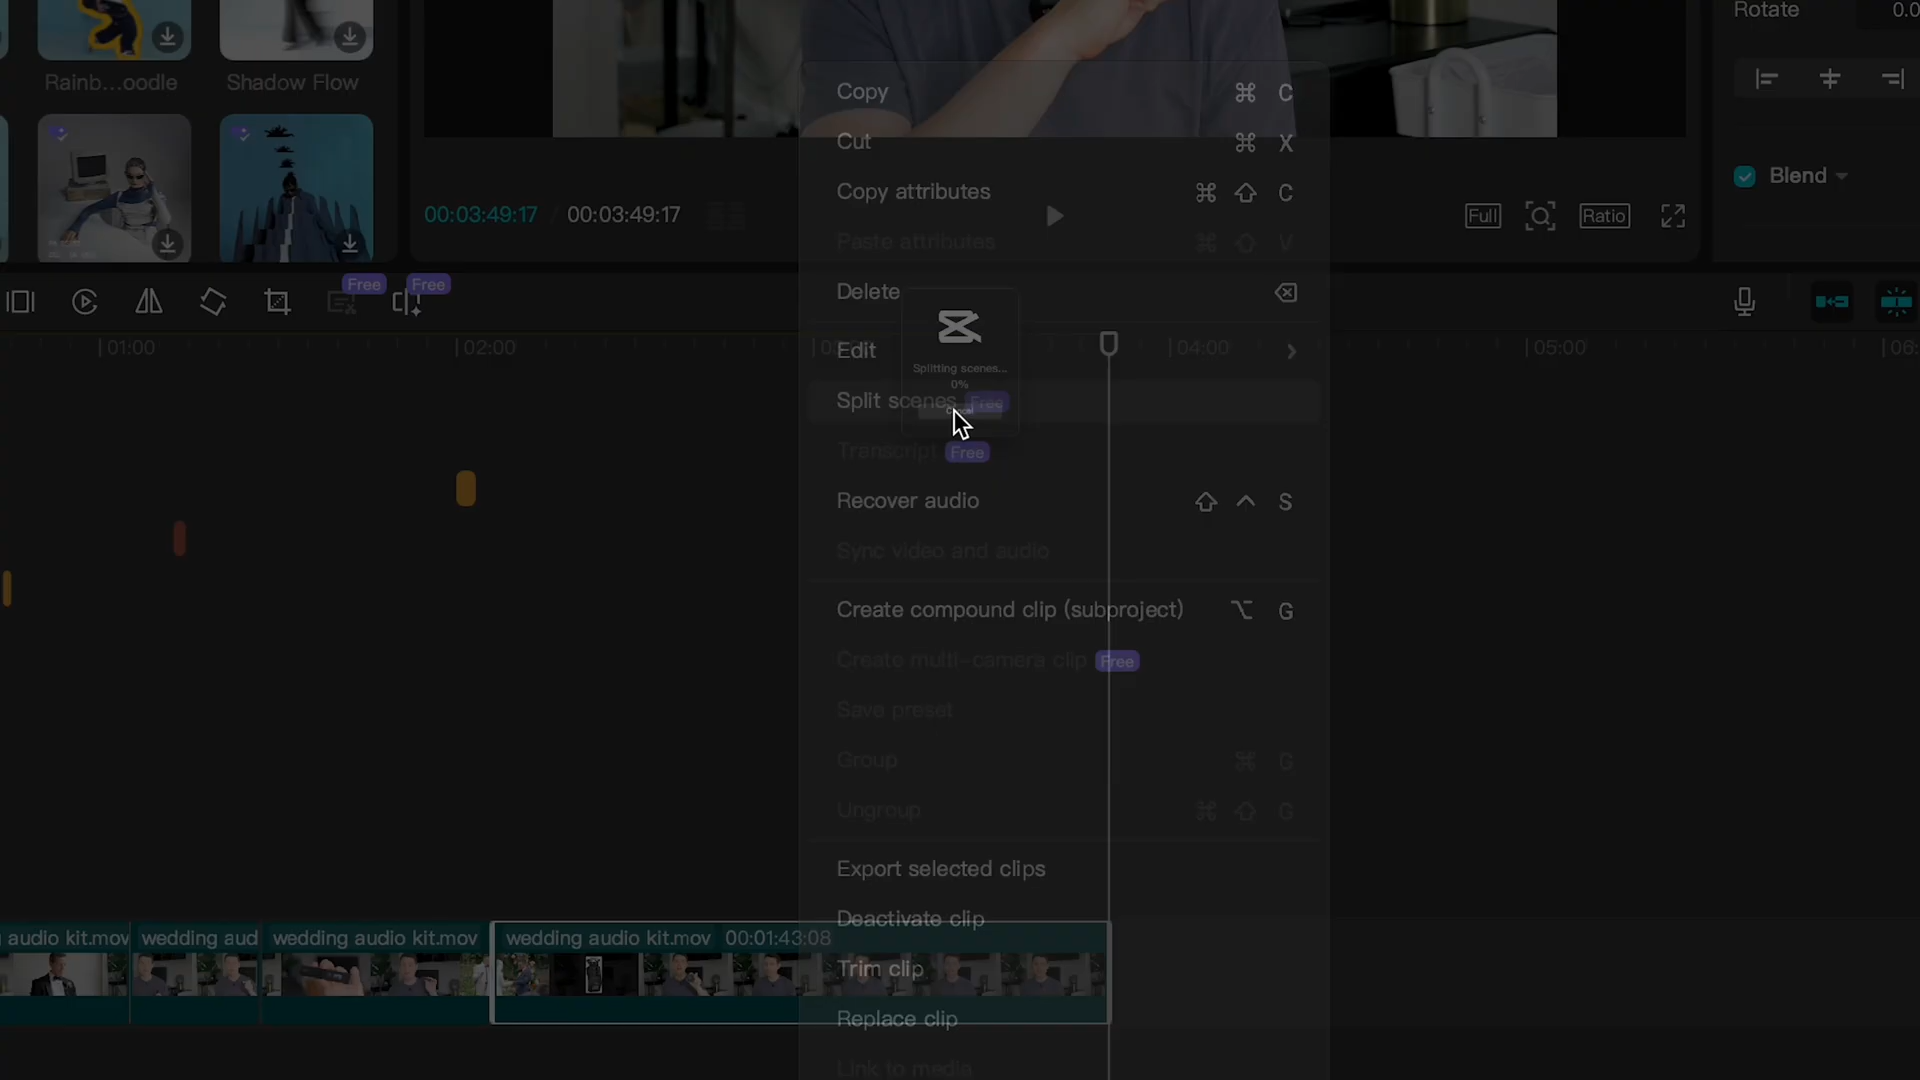 Rotate
0.0
Rainb...oodle
Shadow Flow
Copy ⌘ C
Cut ⌘ X
Copy attributes ⌘ ⇧ C
Paste attributes ⌘ ⇧ V
Blend
00:03:49:17 / 00:03:49:17
Full
Ratio
Free
Free
Delete
01:00
02:00
04:00
05:00
06:
Edit
Splitting scenes...
0%
Cancel
Split scenes Free
Transcript Free
Recover audio ⇧ ^ S
Sync video and audio
Create compound clip (subproject) ⌥ G
Create multi-camera clip Free
Save preset
Group ⌘ G
Ungroup ⌘ ⇧ G
Export selected clips
Deactivate clip
audio kit.mov
wedding aud
wedding audio kit.mov
wedding audio kit.mov 00:01:43:08
Trim clip
Replace clip
Link to media